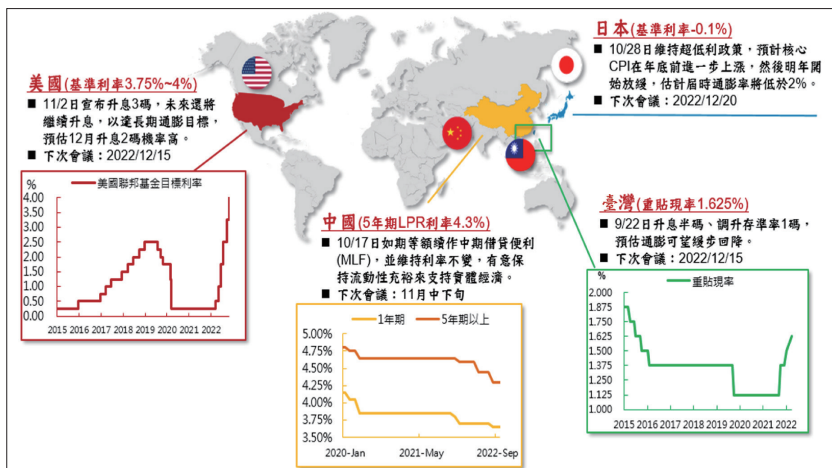 日本(基準利率-0.1%)
■ 10/28日維持超低利政策，預計核心
CPI在年底前進一步上漲，然後明年開
始放緩，估計屆時通膨率將低於2%。
■ 下次會議：2022/12/20
美國(基準利率3.75%~4%)
■ 11/2日宣布升息3碼，未來還將
繼續升息，以達長期通膨目標，
預估12月升息2碼機率高。
■ 下次會議：2022/12/15
%
美國聯邦基金目標利率
4.00
3.50
3.00
2.50
2.00
1.50
1.00
0.50
0.00
2015 2016 2017 2018 2019 2020 2021 2022
中國(5年期LPR利率4.3%)
■ 10/17日如期等額續作中期借貸便利
(MLF)，並維持利率不變，有意保
持流動性充裕來支持實體經濟。
■ 下次會議：11月中下旬
1年期 5年期以上
5.00%
4.75%
4.50%
4.25%
4.00%
3.75%
3.50%
2020-Jan 2021-May 2022-Sep
臺灣(重貼現率1.625%)
■ 9/22日升息半碼、調升存準率1碼，
預估通膨可望緩步回降。
■ 下次會議：2022/12/15
%
重貼現率
2.000
1.875
1.750
1.625
1.500
1.375
1.250
1.125
1.000
2015 2016 2017 2018 2019 2020 2021 2022